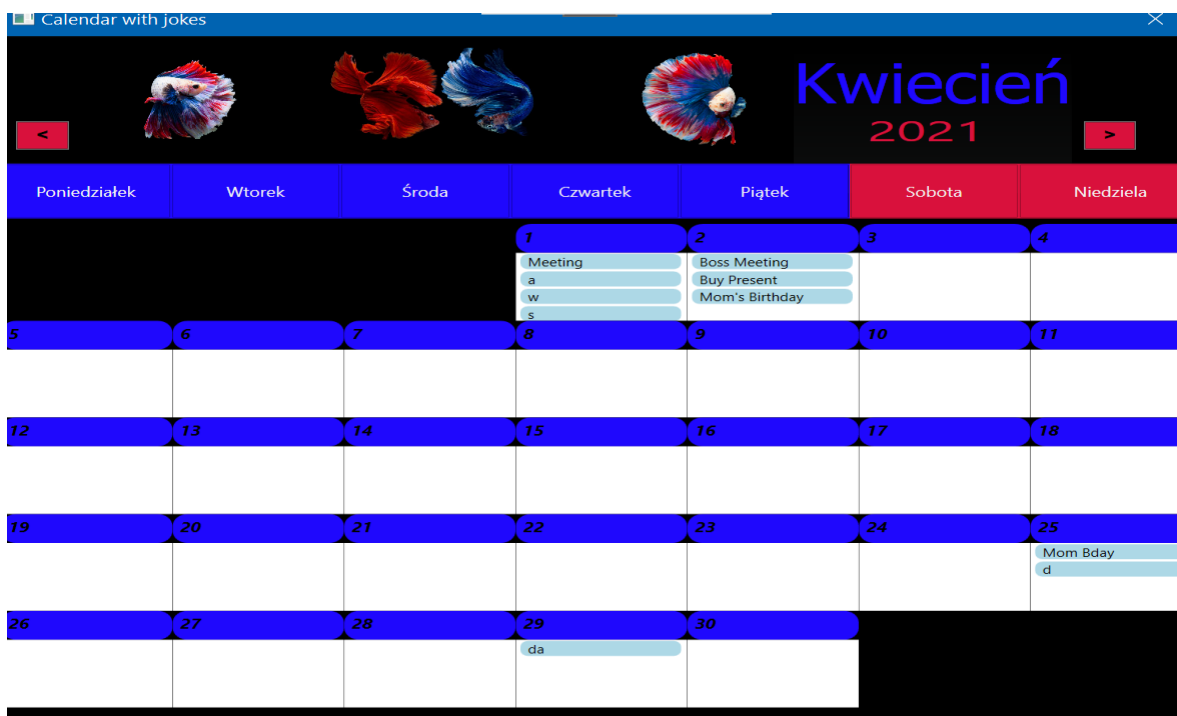 Calendar with jokes
Kwiecień
2021
< >
Poniedziałek Wtorek Środa Czwartek Piątek Sobota Niedziela
1 2 3 4
Meeting Boss Meeting
a Buy Present
w Mom's Birthday
s
5 6 7 8 9 10 11
12 13 14 15 16 17 18
19 20 21 22 23 24 25
Mom Bday
d
26 27 28 29 30
da